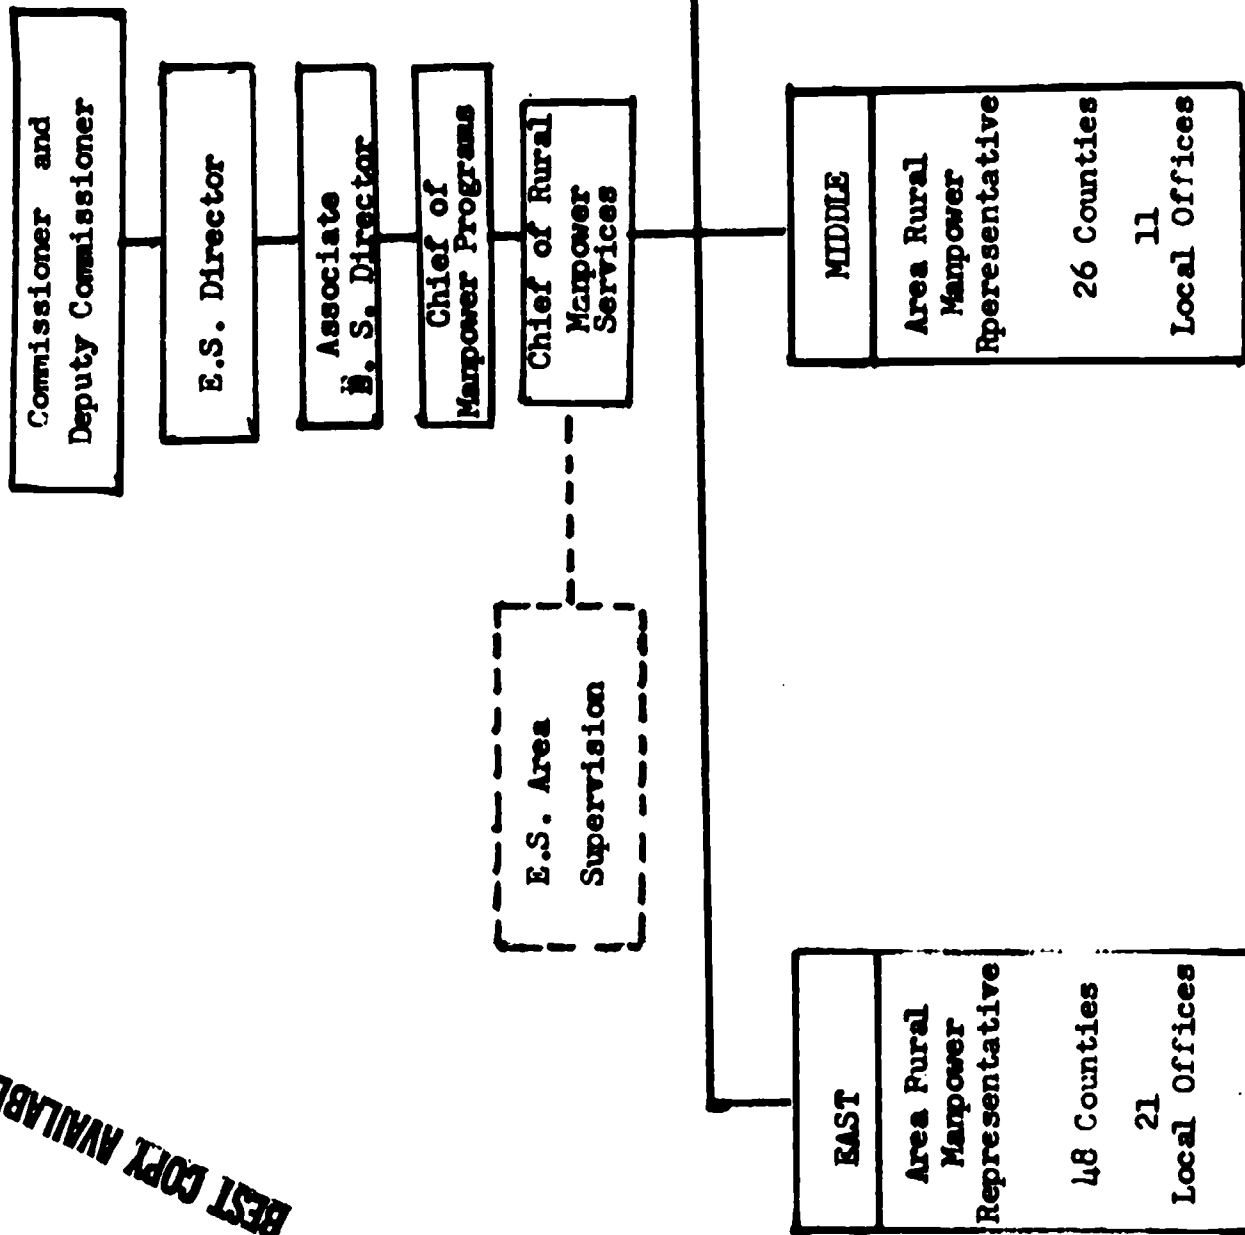 Commissioner and
Deputy Commissioner
E.S. Director
Associate
E. S. Director
Chief of
Manpower Programs
Chief of Rural
Manpower
Services
E.S. Area
Supervision
EAST
Area Rural
Manpower
Representative
48 Counties
21
Local Offices
MIDDLE
Area Rural
Manpower
Rperesentative
26 Counties
11
Local Offices
BEST COPY